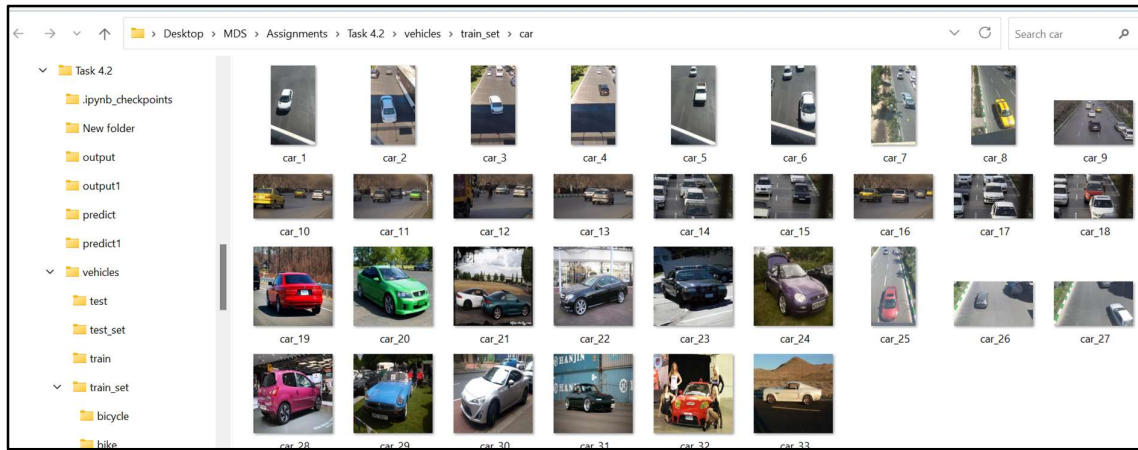 Desktop > MDS > Assignments > Task 4.2 > vehicles > train_set > car
Search car
Task 4.2
.ipynb_checkpoints
New folder
output
output1
predict
predict1
vehicles
test
test_set
train
train_set
bicycle
bike
car_1 car_2 car_3 car_4 car_5 car_6 car_7 car_8 car_9
car_10 car_11 car_12 car_13 car_14 car_15 car_16 car_17 car_18
car_19 car_20 car_21 car_22 car_23 car_24 car_25 car_26 car_27
HANJIN
car_28 car_29 car_30 car_31 car_32 car_33